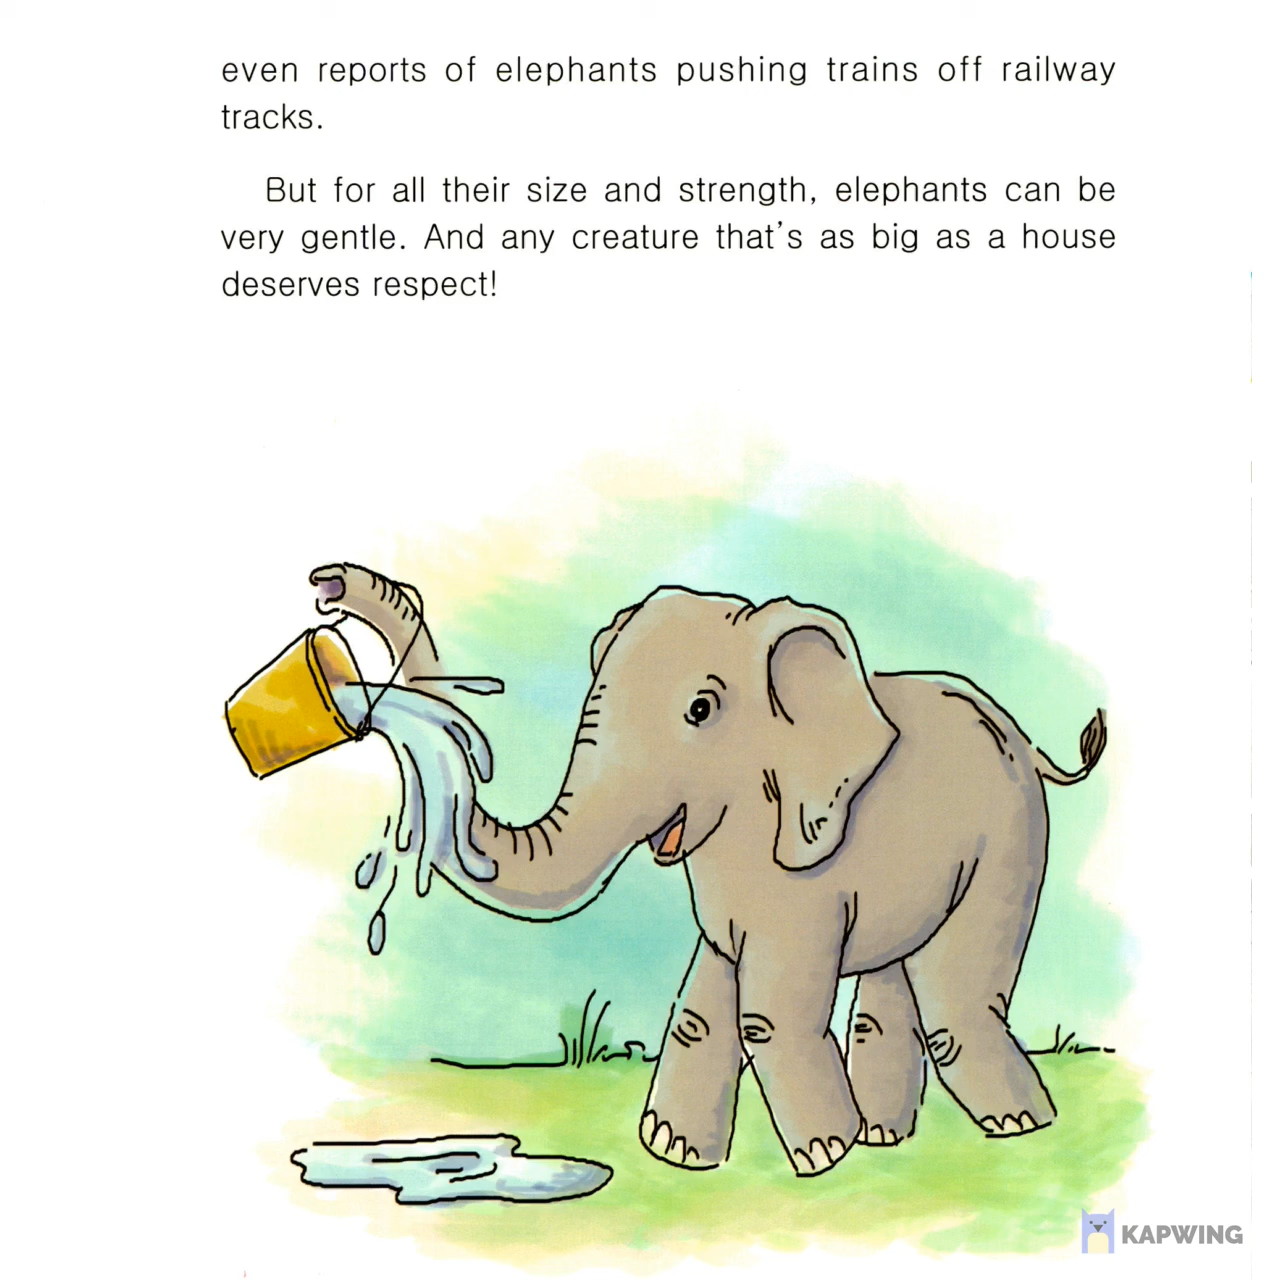 even reports of elephants pushing trains off railway
tracks.
But for all their size and strength, elephants can be
very gentle. And any creature that's as big as a house
deserves respect!
KAPWING